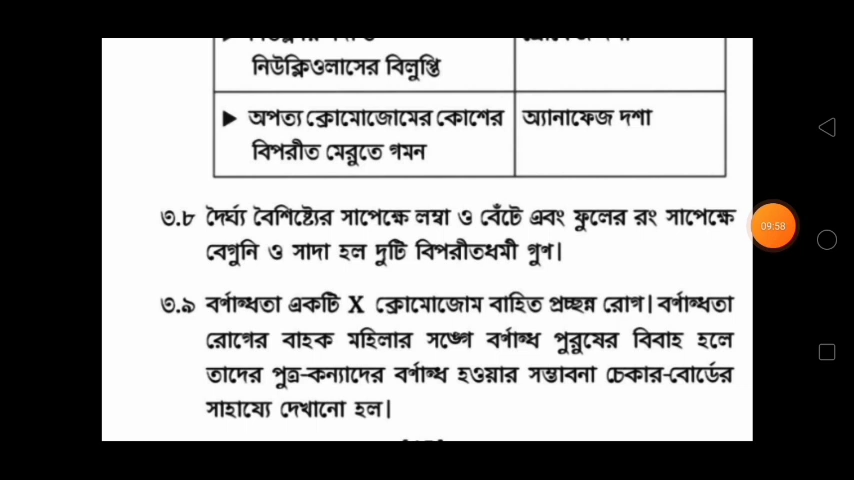 নিউক্লিওলাসের বিলুপ্তি
▶ অপত্য ক্রোমোজোমের কোশের
বিপরীত মেরুতে গমন
অ্যানাফেজ দশা
৩.৮ দৈর্ঘ্য বৈশিষ্ট্যের সাপেক্ষে লম্বা ও বেঁটে এবং ফুলের রং সাপেক্ষে
বেগুনি ও সাদা হল দুটি বিপরীতধর্মী গুণ।
09:58
৩.৯ বর্ণান্ধতা একটি X ক্রোমোজোম বাহিত প্রচ্ছন্ন রোগ। বর্ণান্ধতা
রোগের বাহক মহিলার সঙ্গে বর্ণান্ধ পুরুষের বিবাহ হলে
তাদের পুত্র-কন্যাদের বর্ণান্ধ হওয়ার সম্ভাবনা চেকার-বোর্ডের
সাহায্যে দেখানো হল।